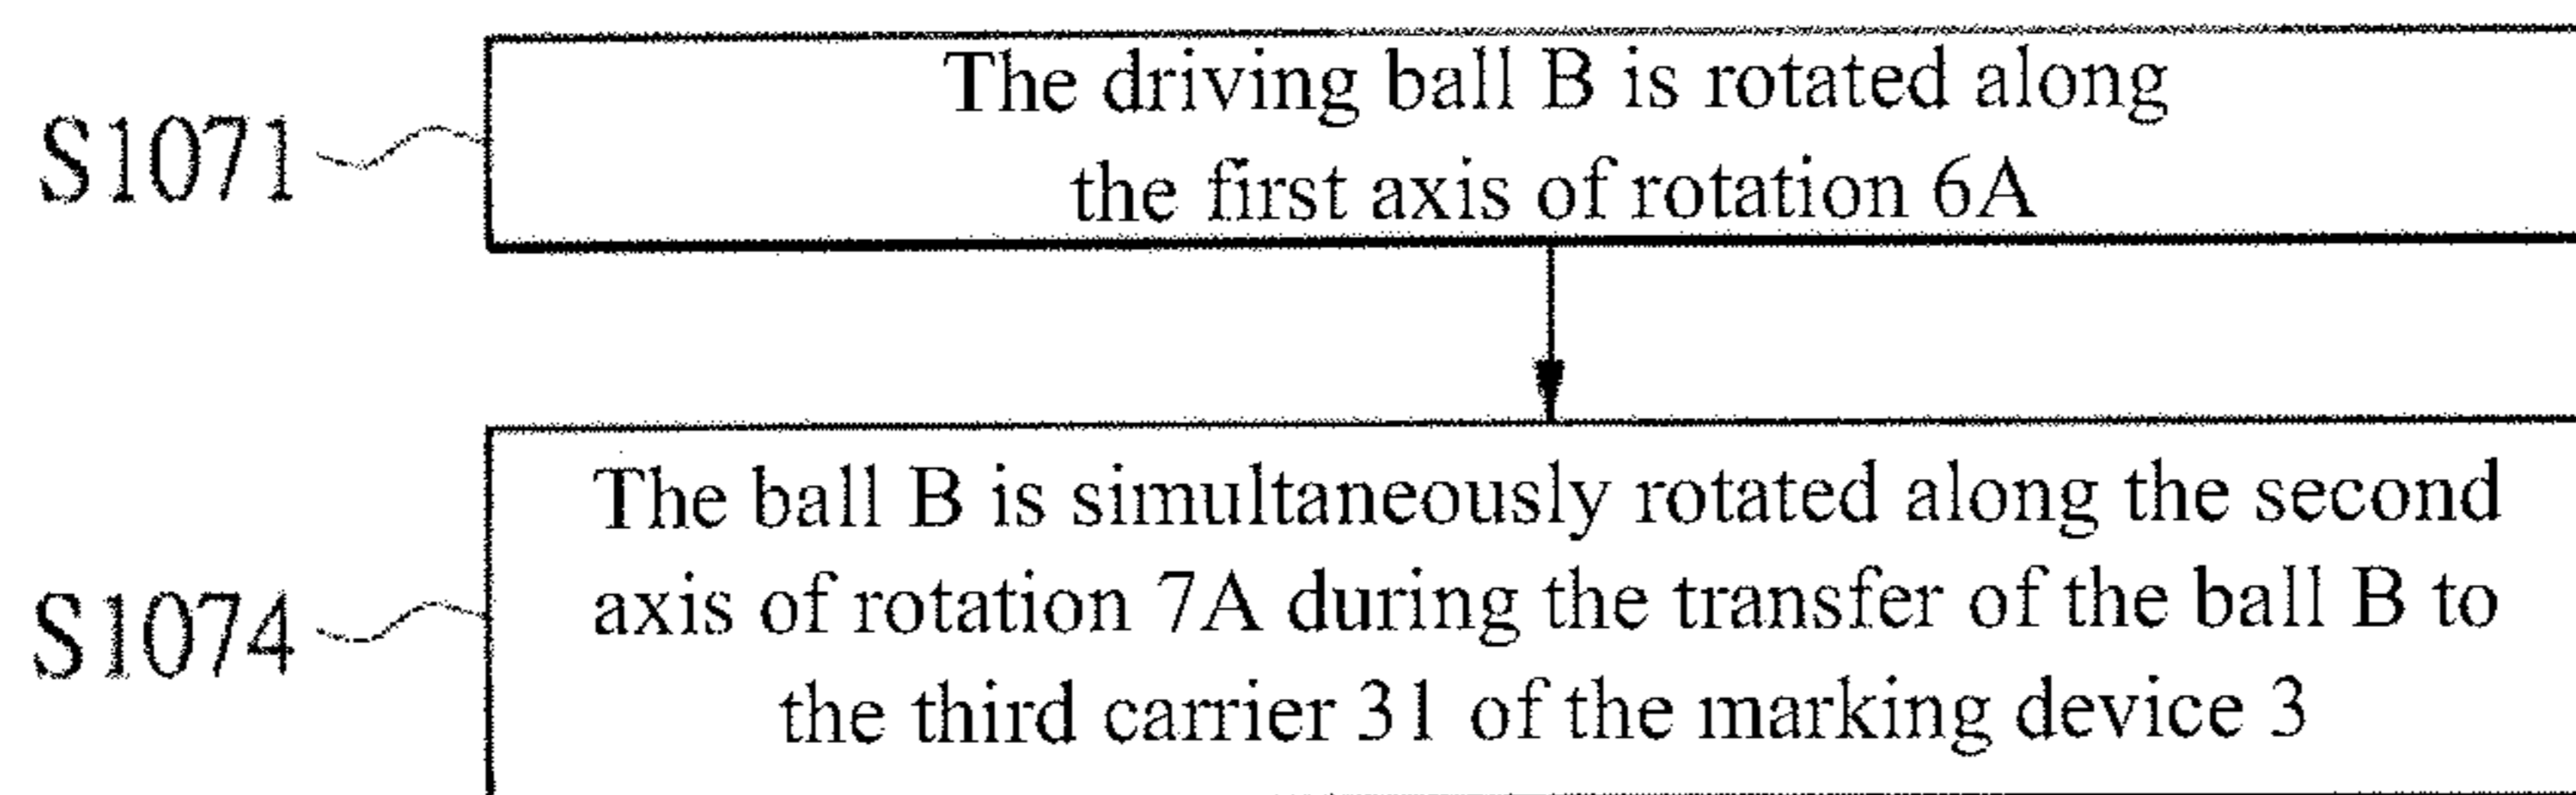 S1071
The driving ball B is rotated along
the first axis of rotation 6A
S1074
The ball B is simultaneously rotated along the second
axis of rotation 7A during the transfer of the ball B to
the third carrier 31 of the marking device 3